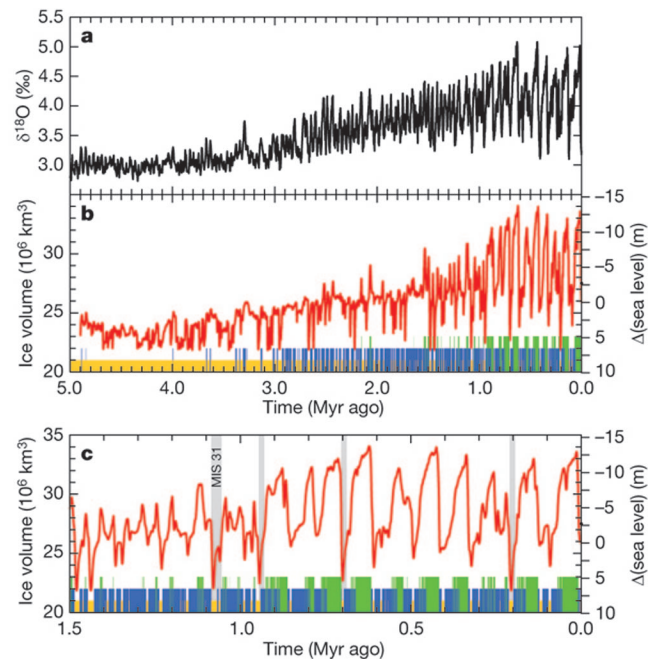 a
5.5
5.0
4.5
4.0
3.5
3.0
δ¹⁸O (‰)
b
Ice volume (10⁶ km³)
30
25
20
−15
−10
−5
0
5
10
Δ(sea level) (m)
5.0 4.0 3.0 2.0 1.0 0.0
Time (Myr ago)
c
Ice volume (10⁶ km³)
35
30
25
20
MIS 31
−15
−10
−5
0
5
10
Δ(sea level) (m)
1.5 1.0 0.5 0.0
Time (Myr ago)